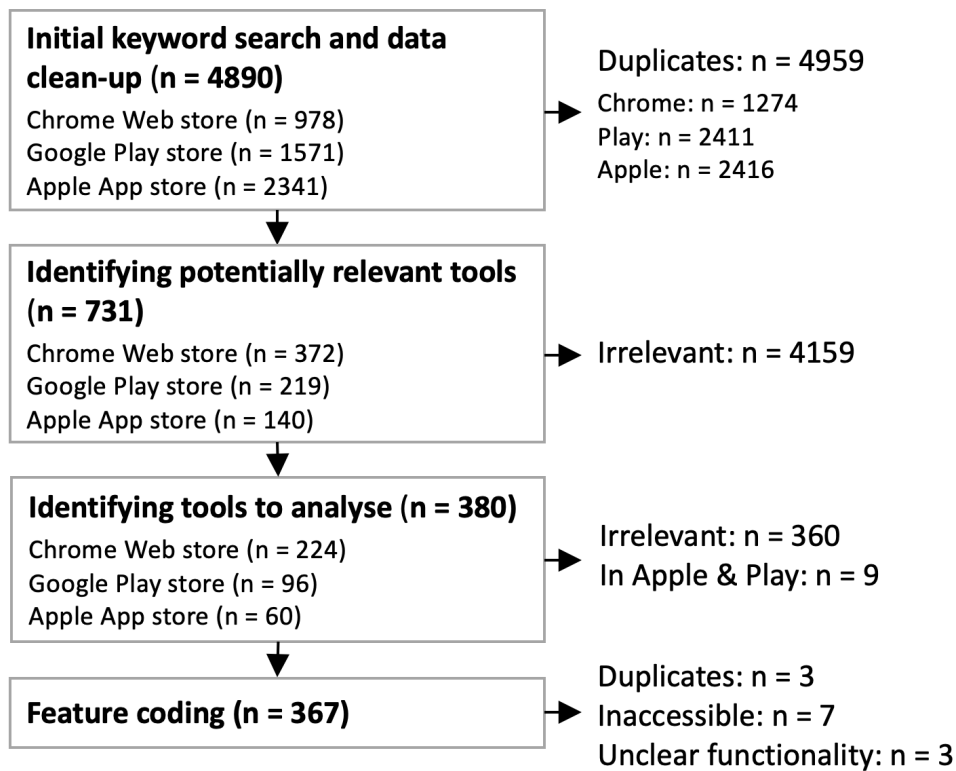 Initial keyword search and data
clean-up (n = 4890)
Chrome Web store (n = 978)
Google Play store (n = 1571)
Apple App store (n = 2341)
Duplicates: n = 4959
Chrome: n = 1274
Play: n = 2411
Apple: n = 2416
Identifying potentially relevant tools
(n = 731)
Chrome Web store (n = 372)
Google Play store (n = 219)
Apple App store (n = 140)
Irrelevant: n = 4159
Identifying tools to analyse (n = 380)
Chrome Web store (n = 224)
Google Play store (n = 96)
Apple App store (n = 60)
Irrelevant: n = 360
In Apple & Play: n = 9
Feature coding (n = 367)
Duplicates: n = 3
Inaccessible: n = 7
Unclear functionality: n = 3